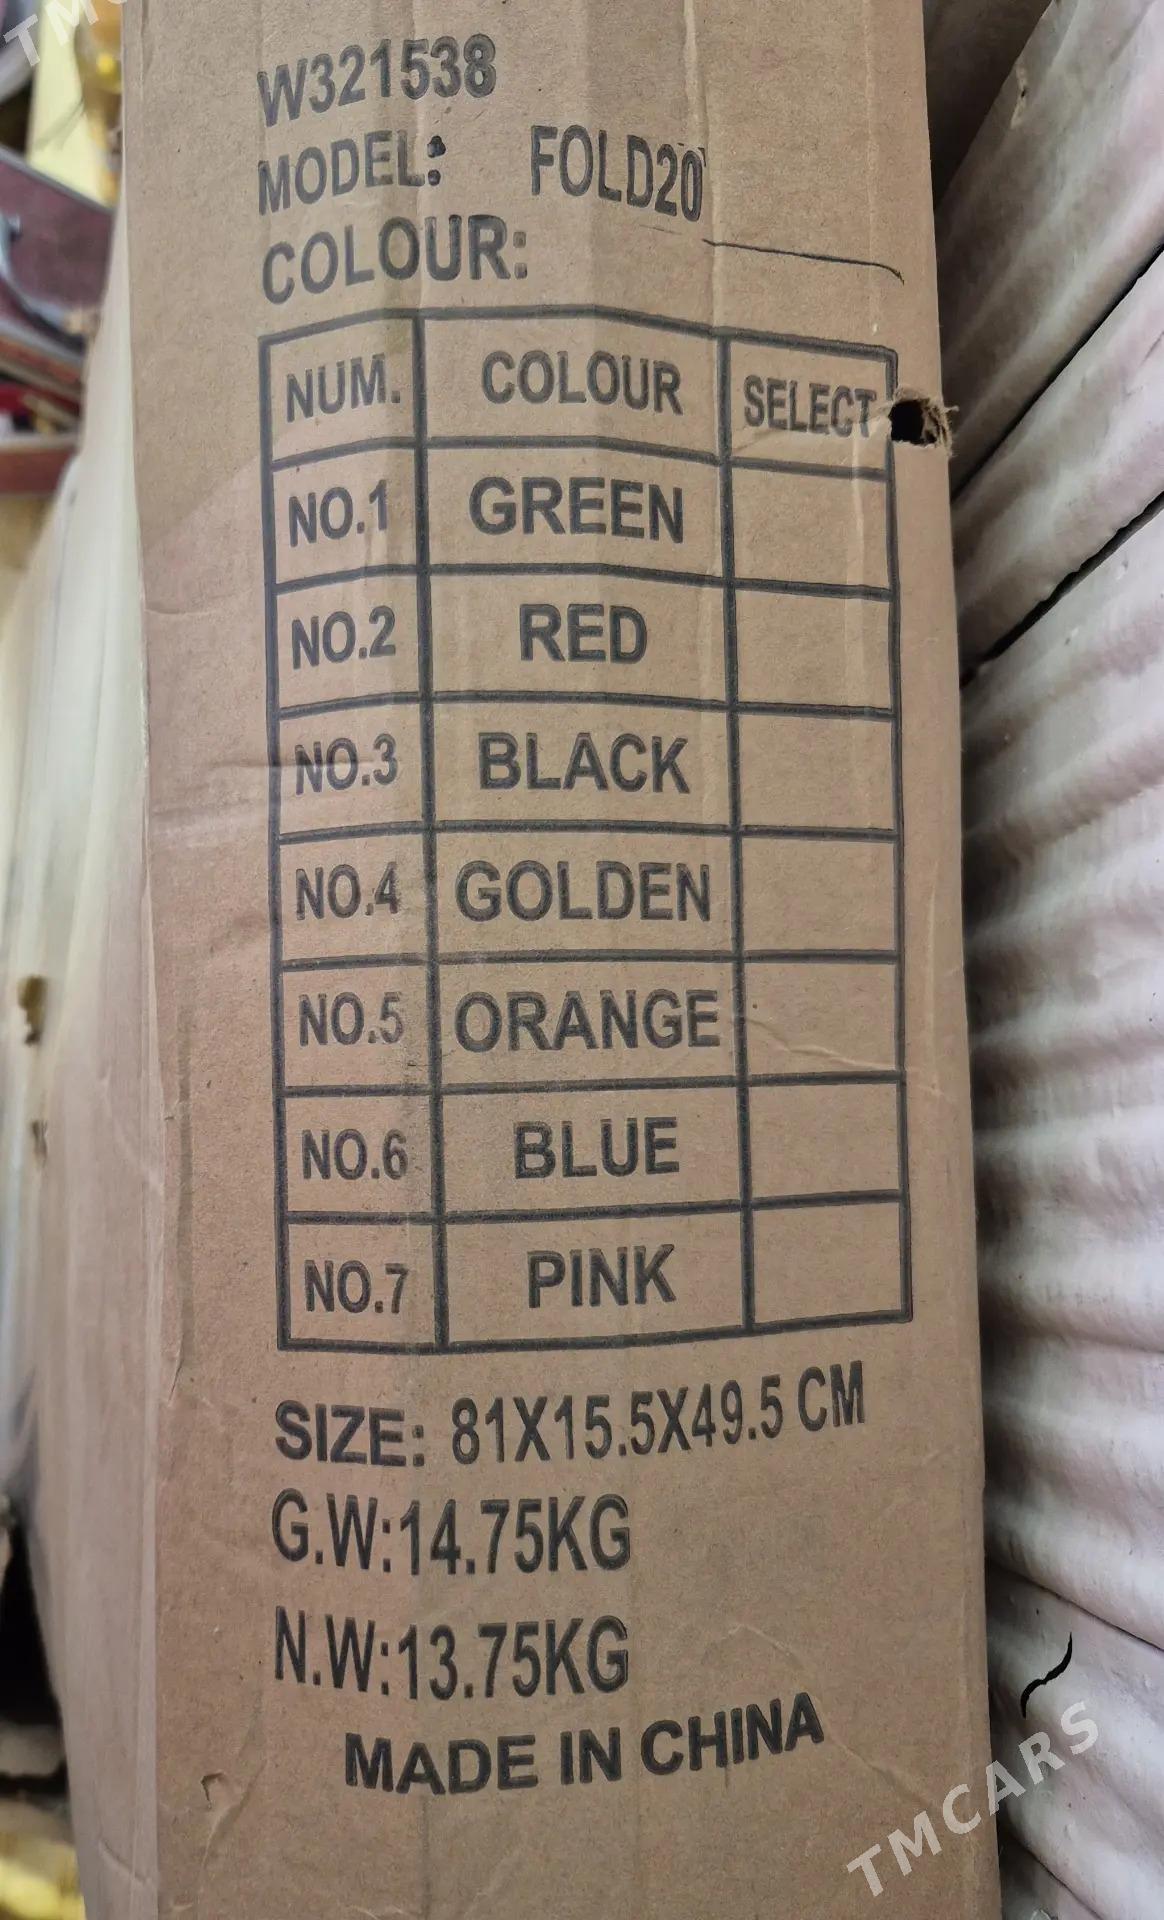 W321538
MODEL: FOLD20
COLOUR:
NUM. COLOUR SELECT
NO.1 GREEN
NO.2 RED
NO.3 BLACK
NO.4 GOLDEN
NO.5 ORANGE
NO.6 BLUE
NO.7 PINK
SIZE: 81X15.5X49.5 CM
G.W:14.75KG
N.W:13.75KG
MADE IN CHINA
TMCARS